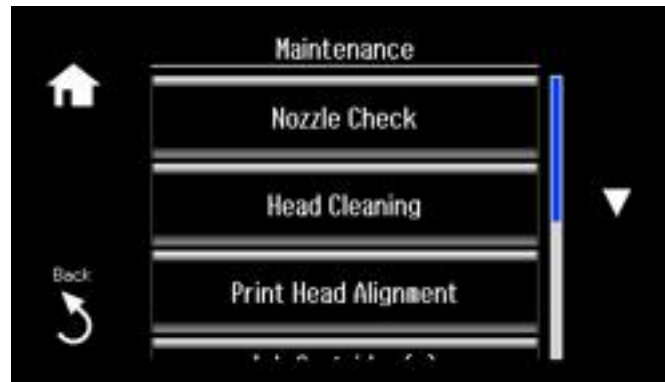 Maintenance
Nozzle Check
Head Cleaning
Back
Print Head Alignment